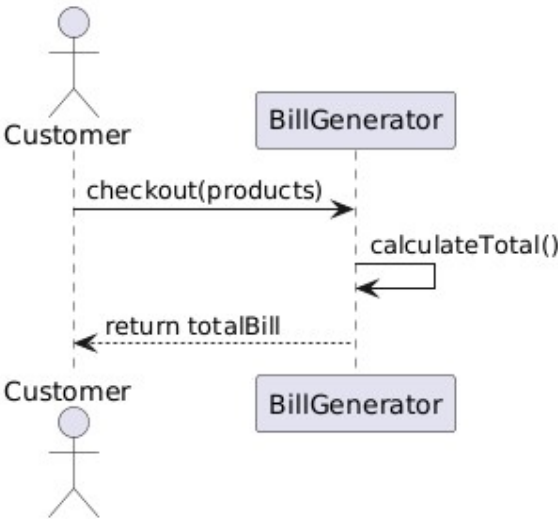 Customer
BillGenerator
checkout(products)
calculateTotal()
return totalBill
Customer
BillGenerator